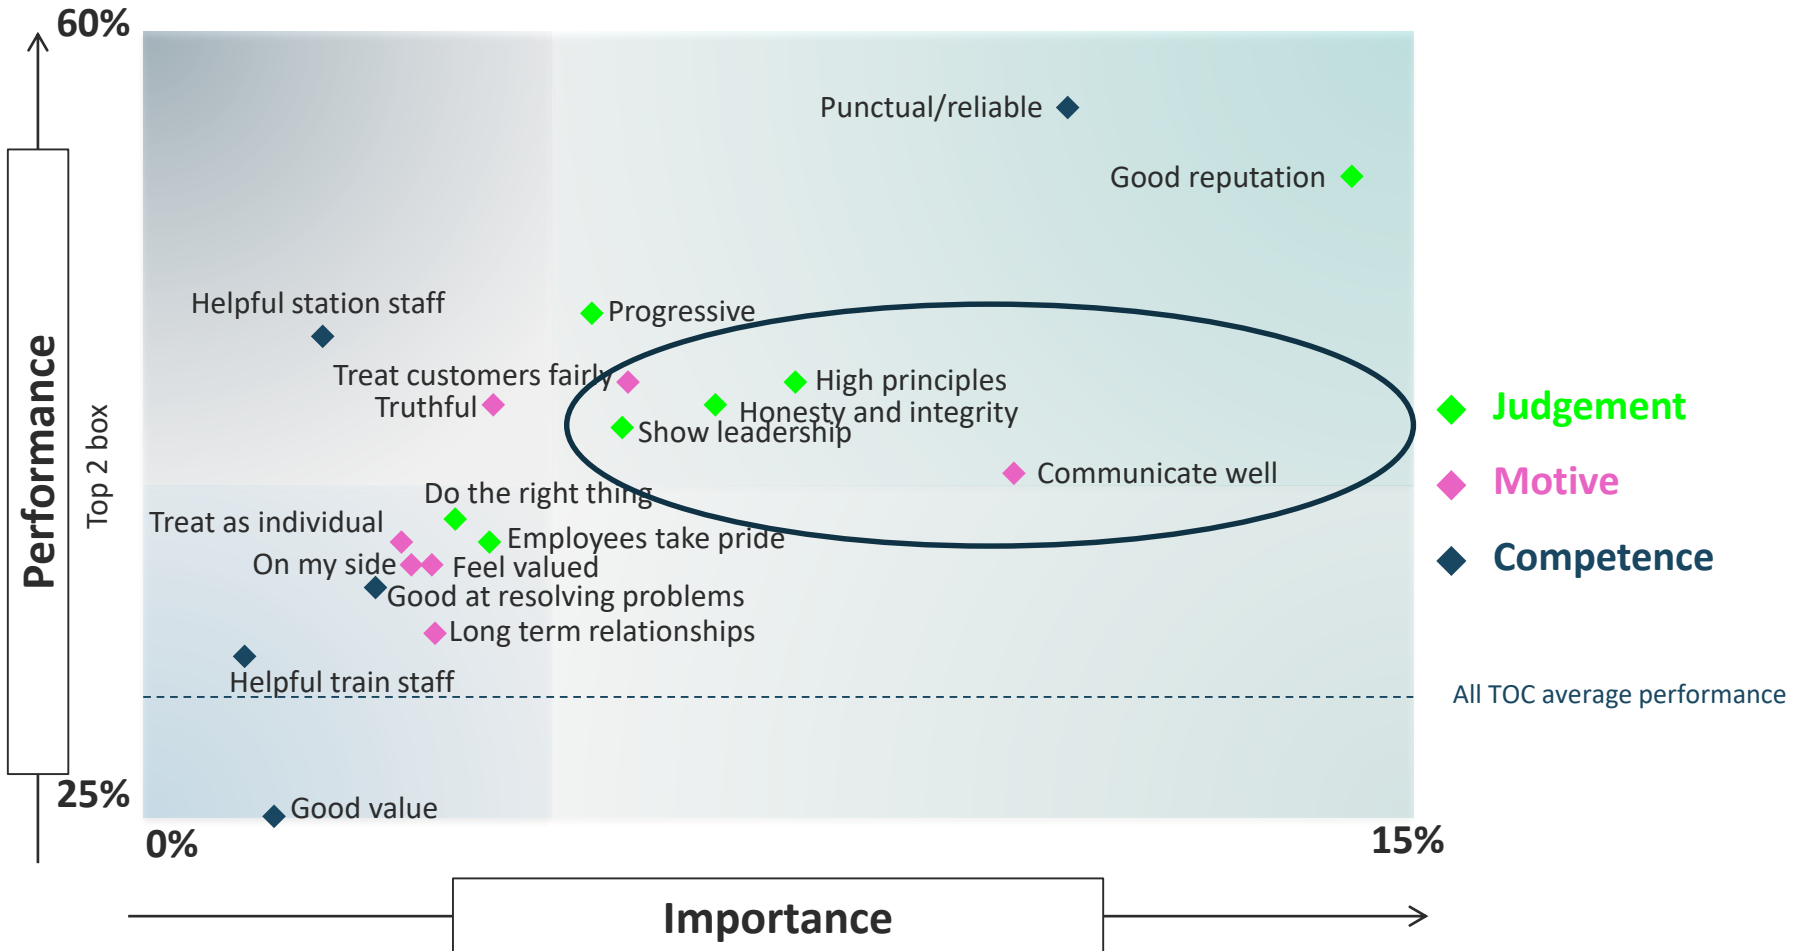 60%
Punctual/reliable
Good reputation
Helpful station staff
Progressive
Treat customers fairly
High principles
Truthful
Honesty and integrity
Show leadership
Communicate well
Do the right thing
Treat as individual
Employees take pride
On my side
Feel valued
Good at resolving problems
Long term relationships
Helpful train staff
Good value
Performance
Top 2 box
25%
0%
15%
Importance
Judgement
Motive
Competence
All TOC average performance